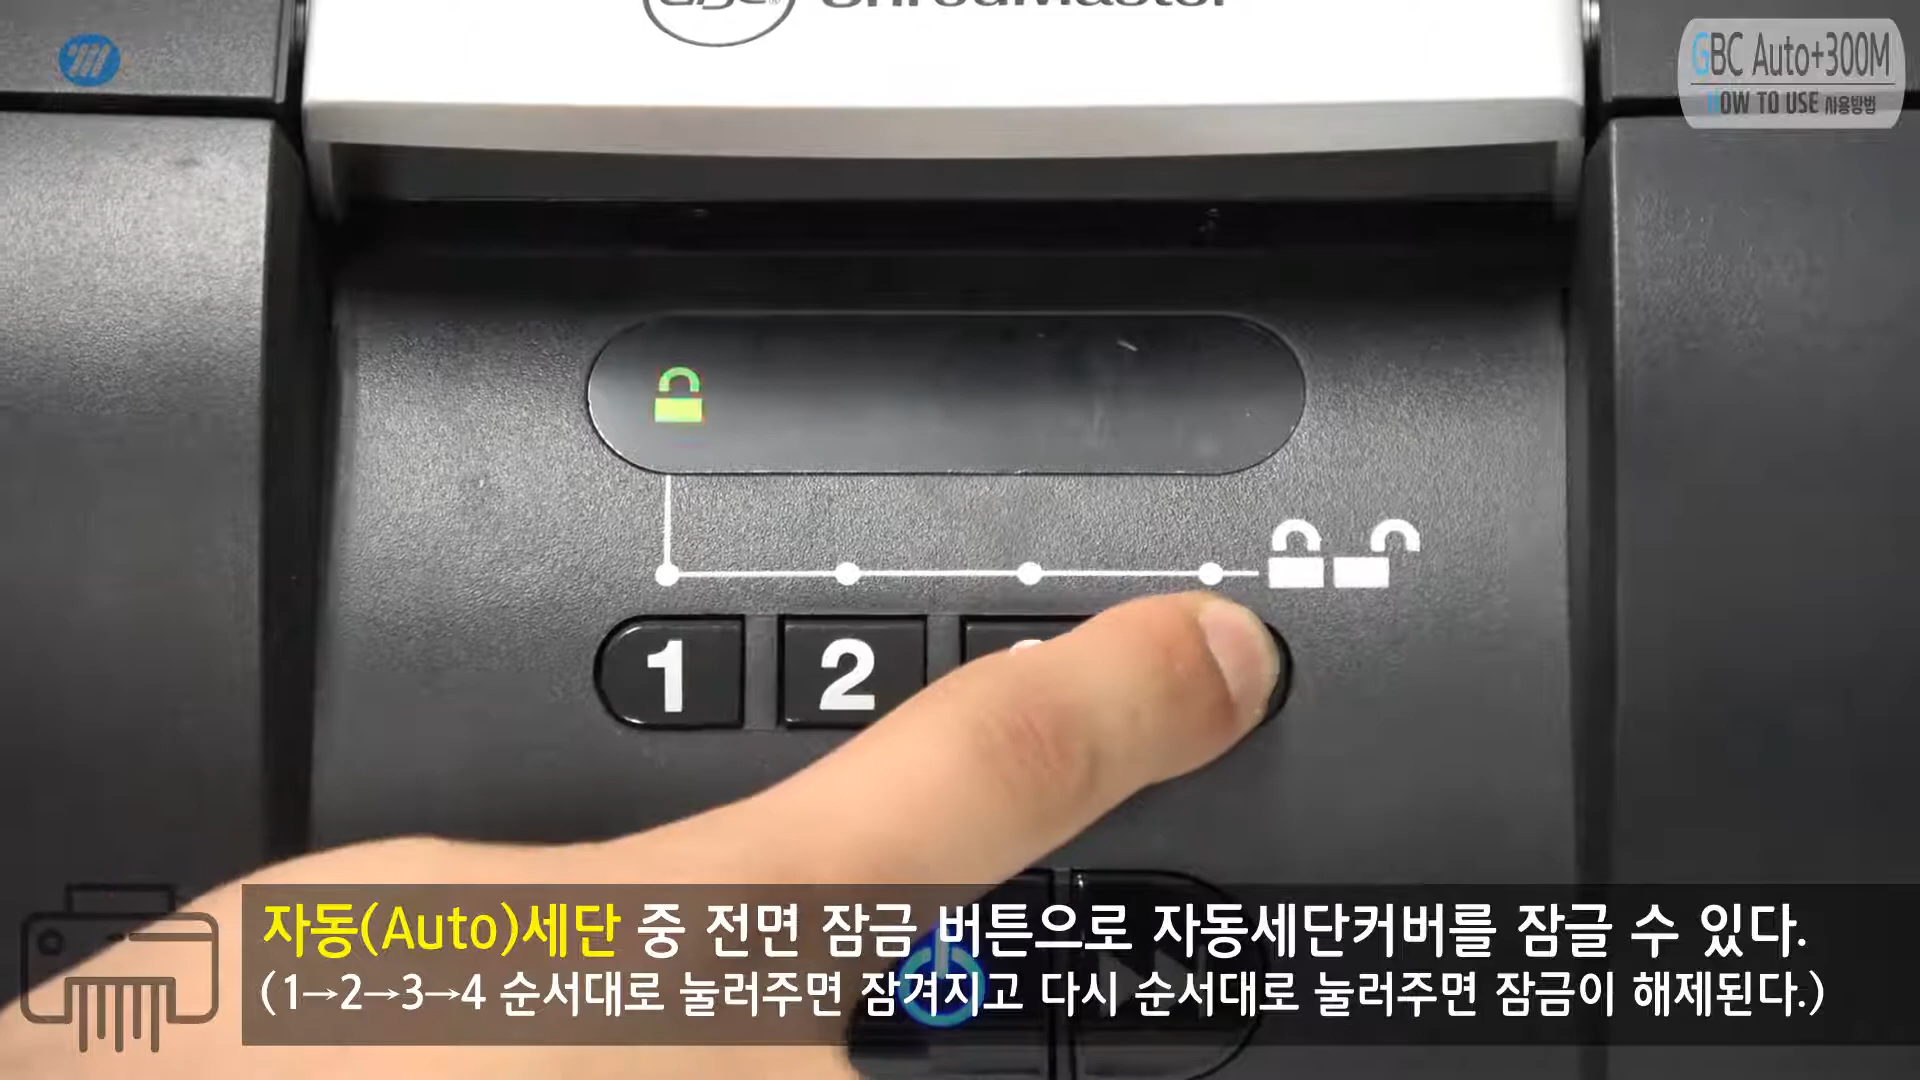 GBC Auto+300M
HOW TO USE 사용방법
1 2
자동(Auto)세단 중 전면 잠금 버튼으로 자동세단커버를 잠글 수 있다.
(1→2→3→4 순서대로 눌러주면 잠겨지고 다시 순서대로 눌러주면 잠금이 해제된다.)